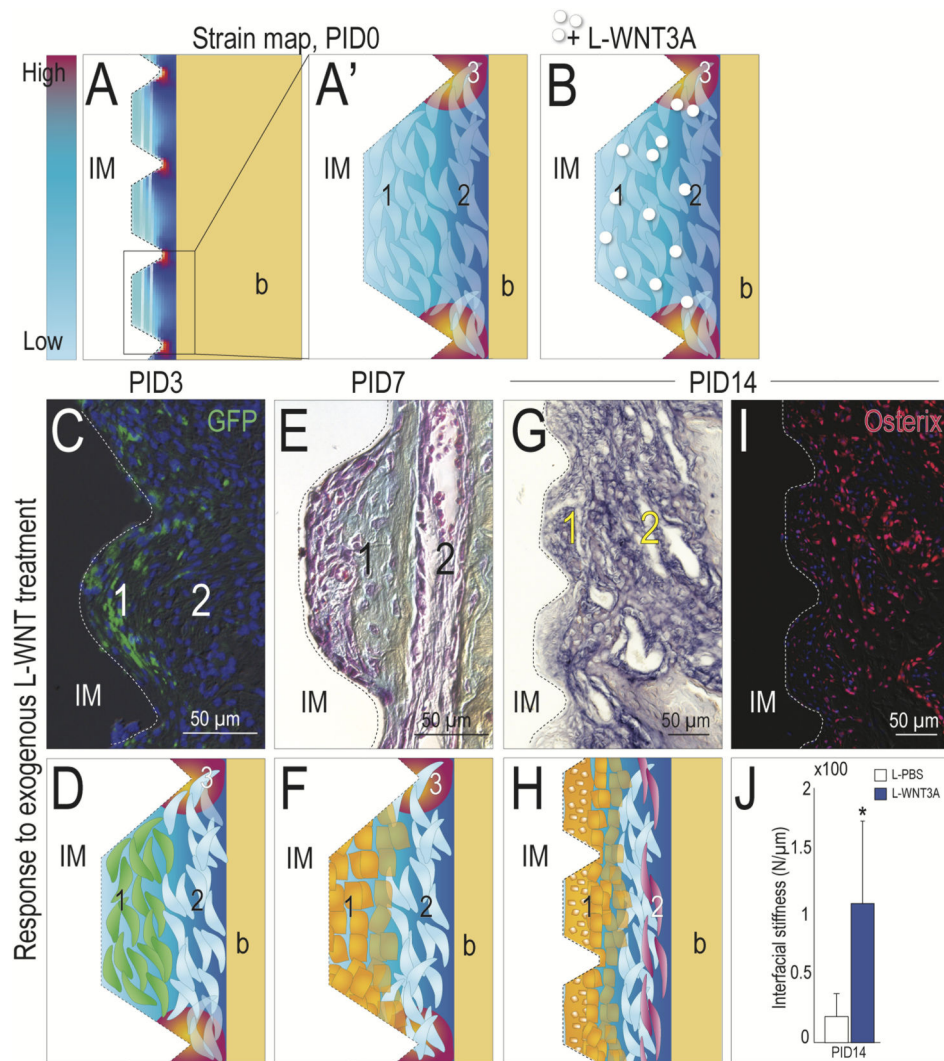 Strain map, PID0
+ L-WNT3A
High
Low
A
IM
b
A’
3
1
2
IM
B
3
1
2
IM
b
PID3
PID7
PID14
Response to exogenous L-WNT treatment
C
GFP
1
2
IM
50 µm
E
1
2
IM
50 µm
G
1
2
IM
50 µm
I
Osterix
IM
50 µm
D
3
IM
1
2
b
F
3
IM
1
2
b
H
IM
1
2
b
J
x100
L-PBS
L-WNT3A
2
1.5
1
0.5
0
*
Interfacial stiffness (N/µm)
PID14